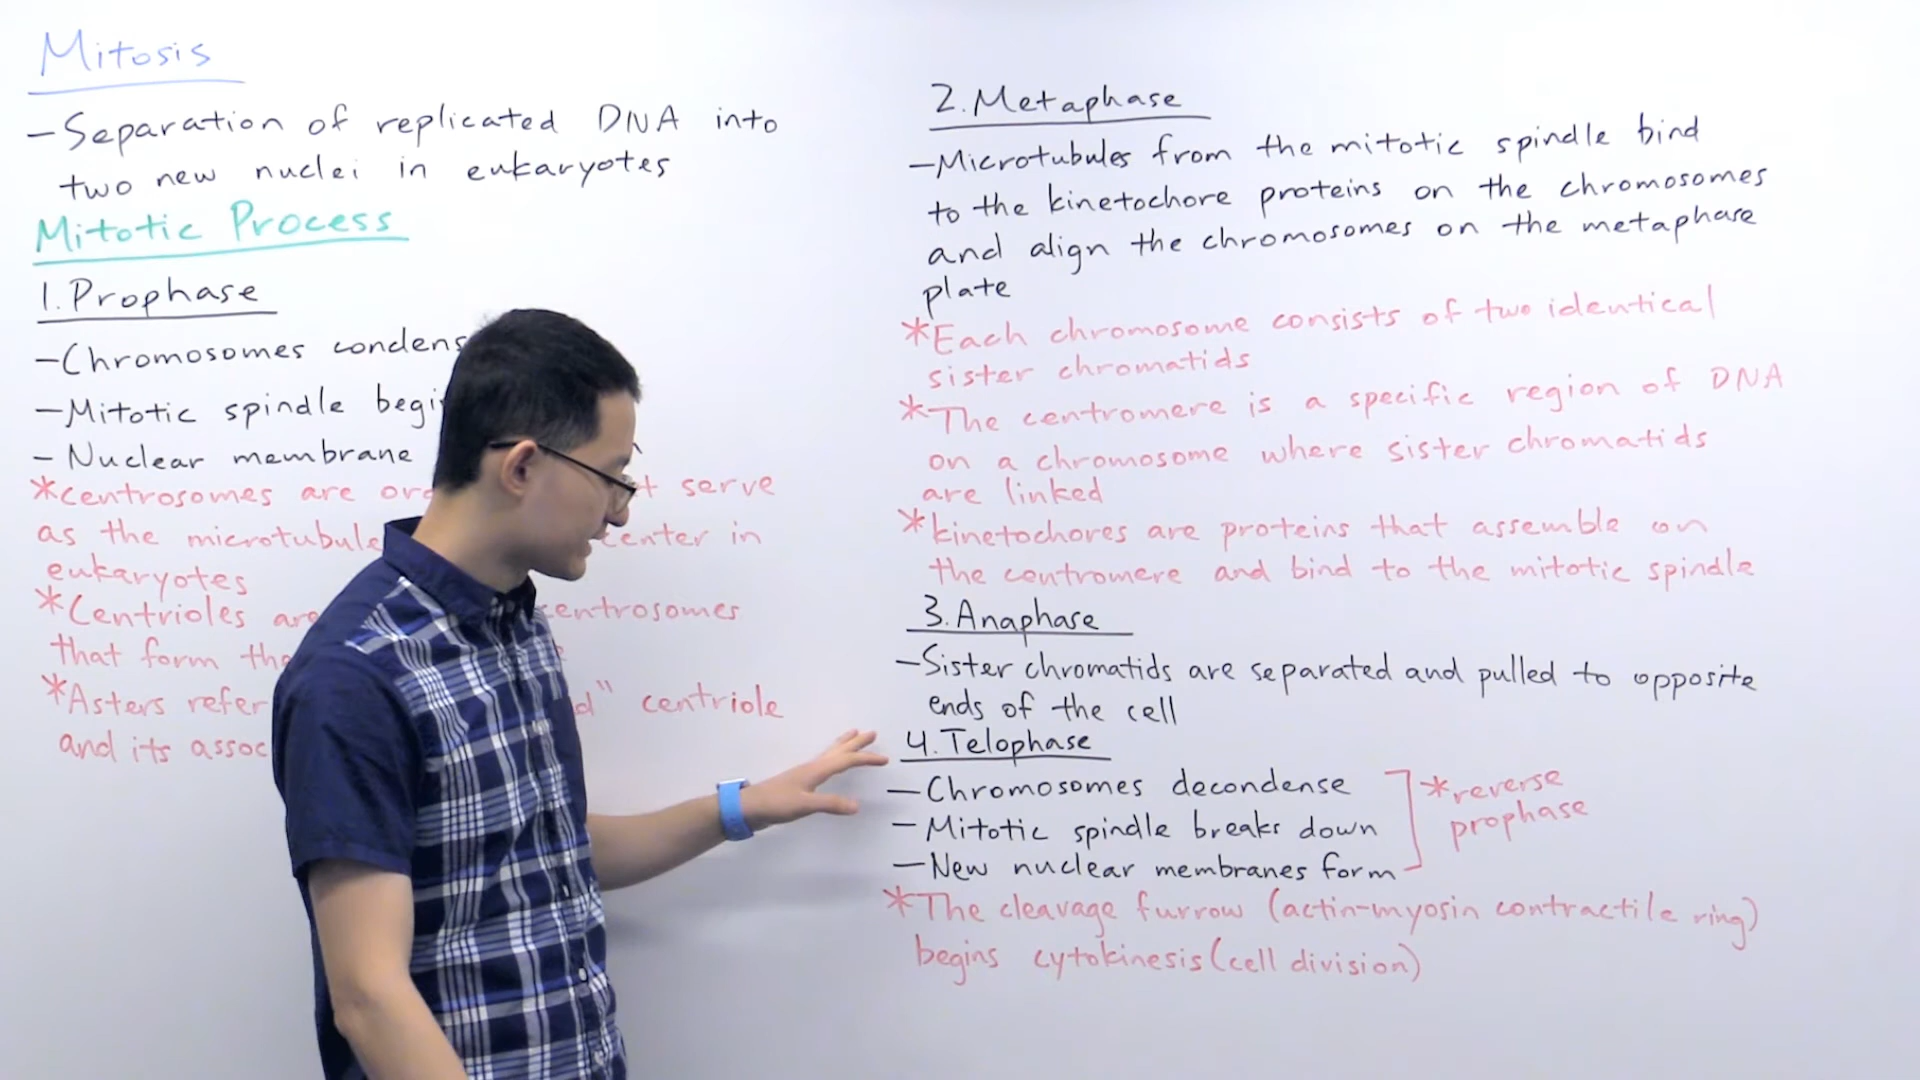 Mitosis
-Separation of replicated DNA into
two new nuclei in eukaryotes
Mitotic Process
1. Prophase
-Chromosomes
-Mitotic spindle
-Nuclear membrane
*centrosomes are serve
as the center in
eukaryotes
*Centrioles centrosomes
that form
*Asters refer centriole
and its
2. Metaphase
-Microtubules from the mitotic spindle bind
to the kinetochore proteins on the chromosomes
and align the chromosomes on the metaphase
plate
*Each chromosome consists of two identical
sister chromatids
*The centromere is a specific region of DNA
on a chromosome where sister chromatids
are linked
*kinetochores are proteins that assemble on
the centromere and bind to the mitotic spindle
3. Anaphase
-Sister chromatids are separated and pulled to opposite
ends of the cell
4. Telophase
-Chromosomes decondense
-Mitotic spindle breaks down
-New nuclear membranes form
*reverse
prophase
*The cleavage furrow (actin-myosin contractile ring)
begins cytokinesis (cell division)